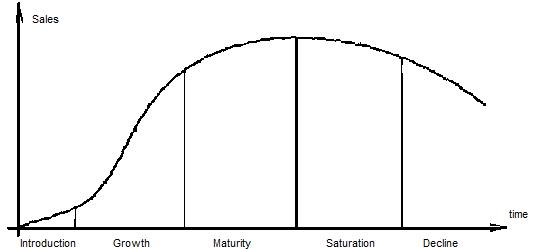 Sales
time
Introduction Growth Maturity Saturation Decline